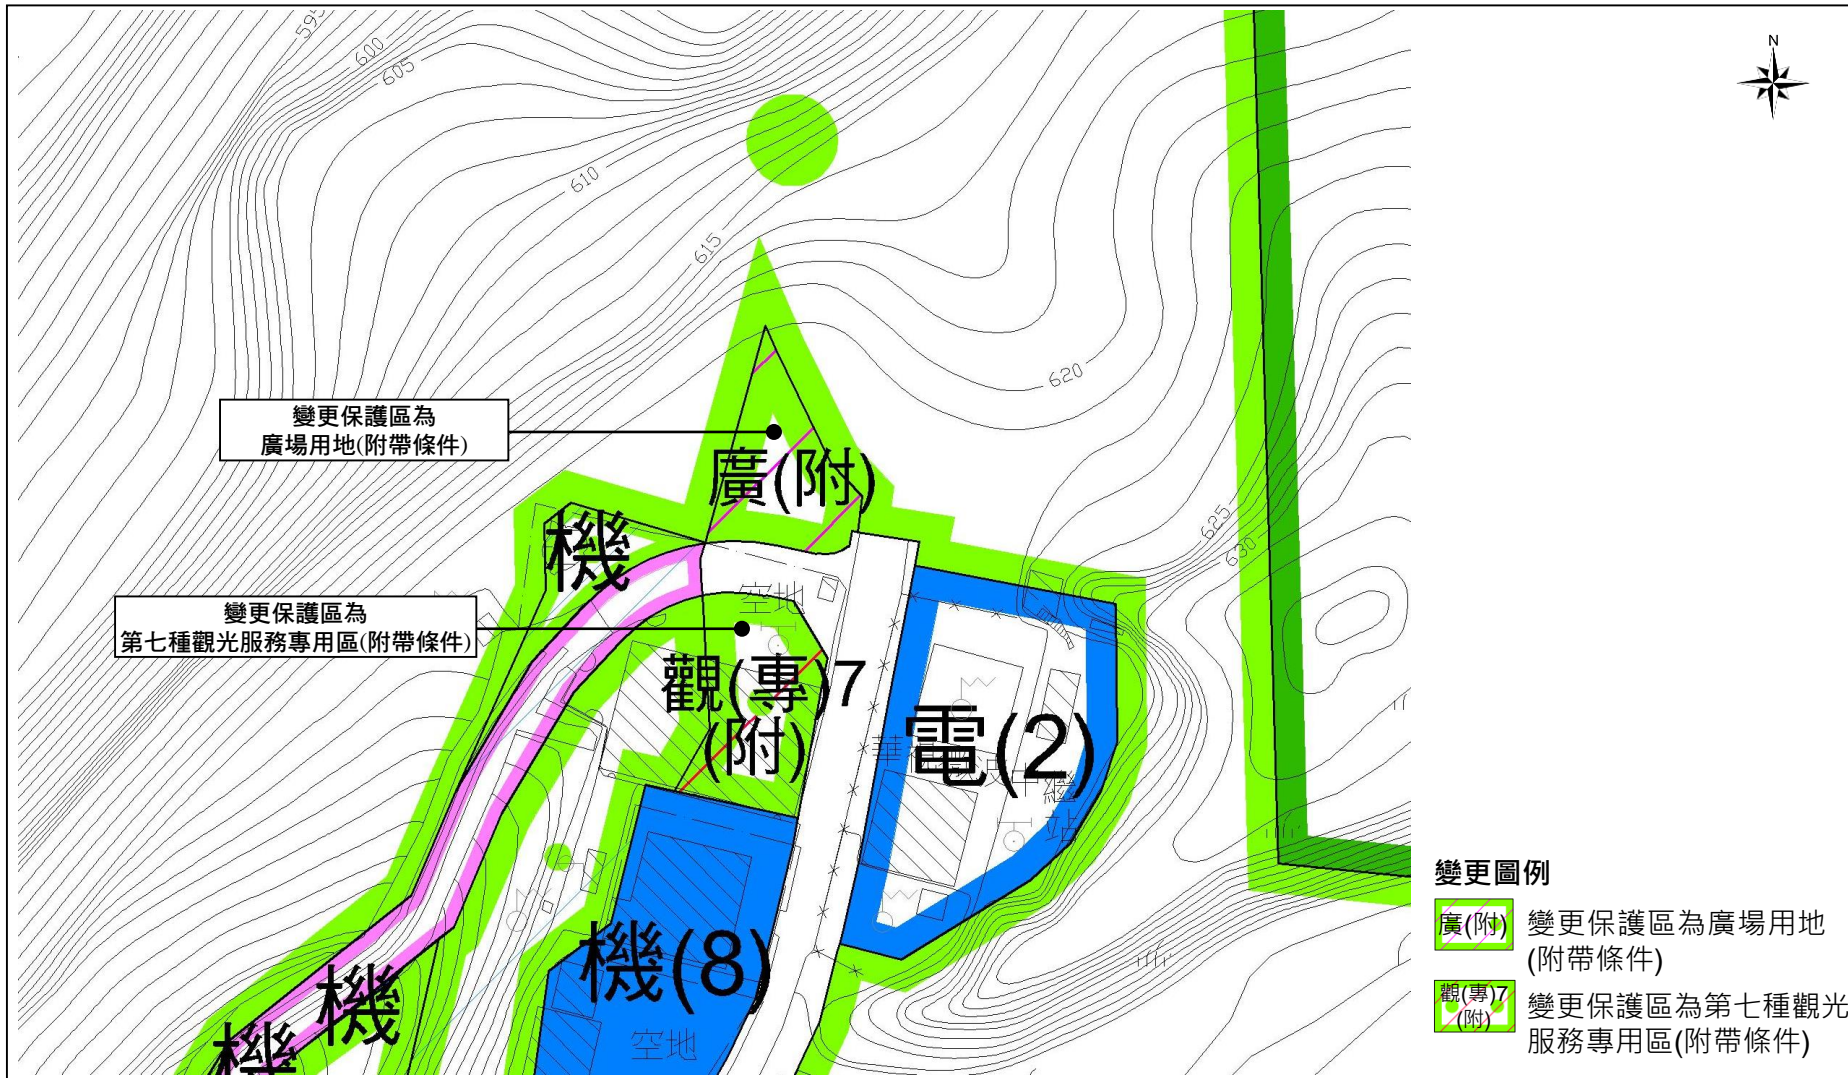 595
600
605
N
610
615
620
變更保護區為
廣場用地(附帶條件)
廣(附)
機
625
630
變更保護區為
第七種觀光服務專用區(附帶條件)
空地
觀(專)7
(附)
電(2)
中繼
站
機(8)
機
機
空地
變更圖例
廣(附)
變更保護區為廣場用地
(附帶條件)
觀(專)7
(附)
變更保護區為第七種觀光
服務專用區(附帶條件)